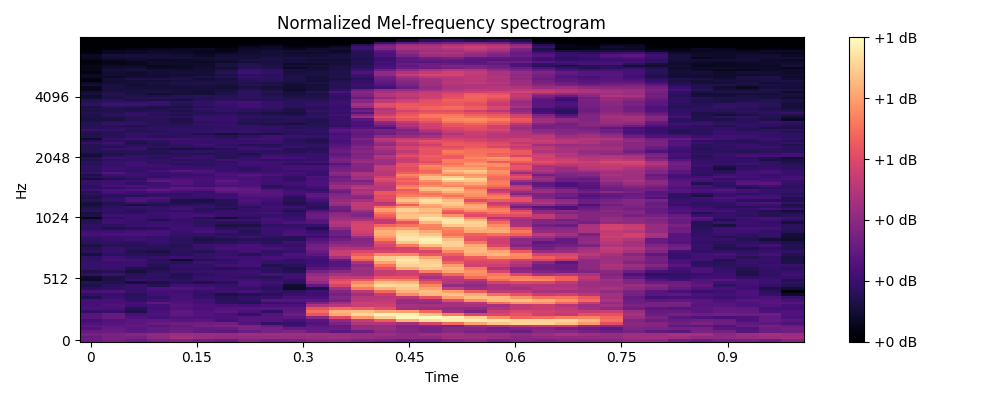 Normalized Mel-frequency spectrogram
Hz
4096
2048
1024
512
0
0 0.15 0.3 0.45 0.6 0.75 0.9
Time
+1 dB
+1 dB
+1 dB
+0 dB
+0 dB
+0 dB